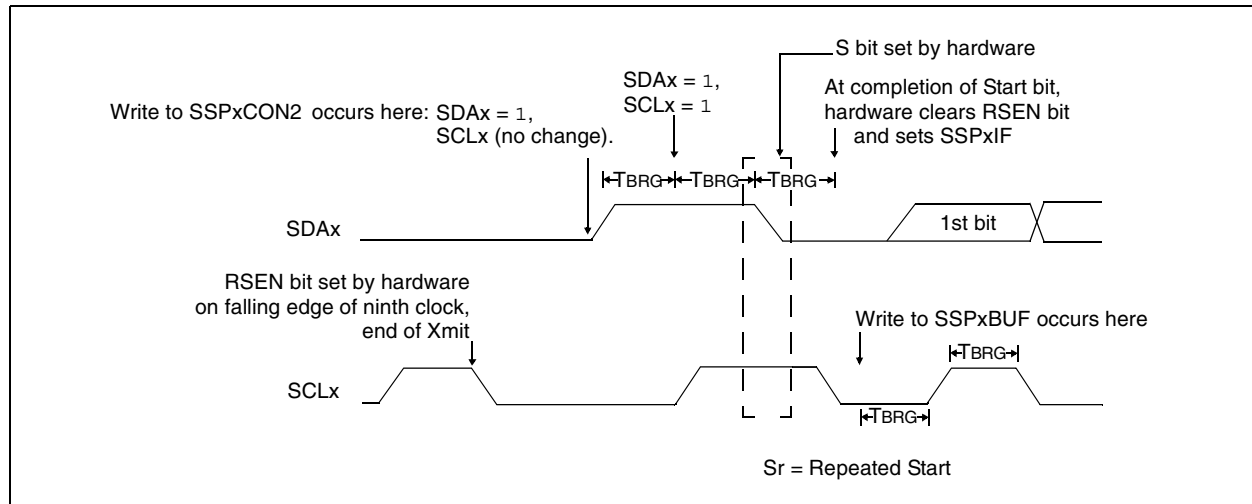 S bit set by hardware
SDAx = 1,
SCLx = 1
At completion of Start bit,
hardware clears RSEN bit
and sets SSPxIF
Write to SSPxCON2 occurs here: SDAx = 1,
SCLx (no change).
TBRG
TBRG
TBRG
SDAx
1st bit
RSEN bit set by hardware
on falling edge of ninth clock,
end of Xmit
Write to SSPxBUF occurs here
TBRG
SCLx
TBRG
Sr = Repeated Start